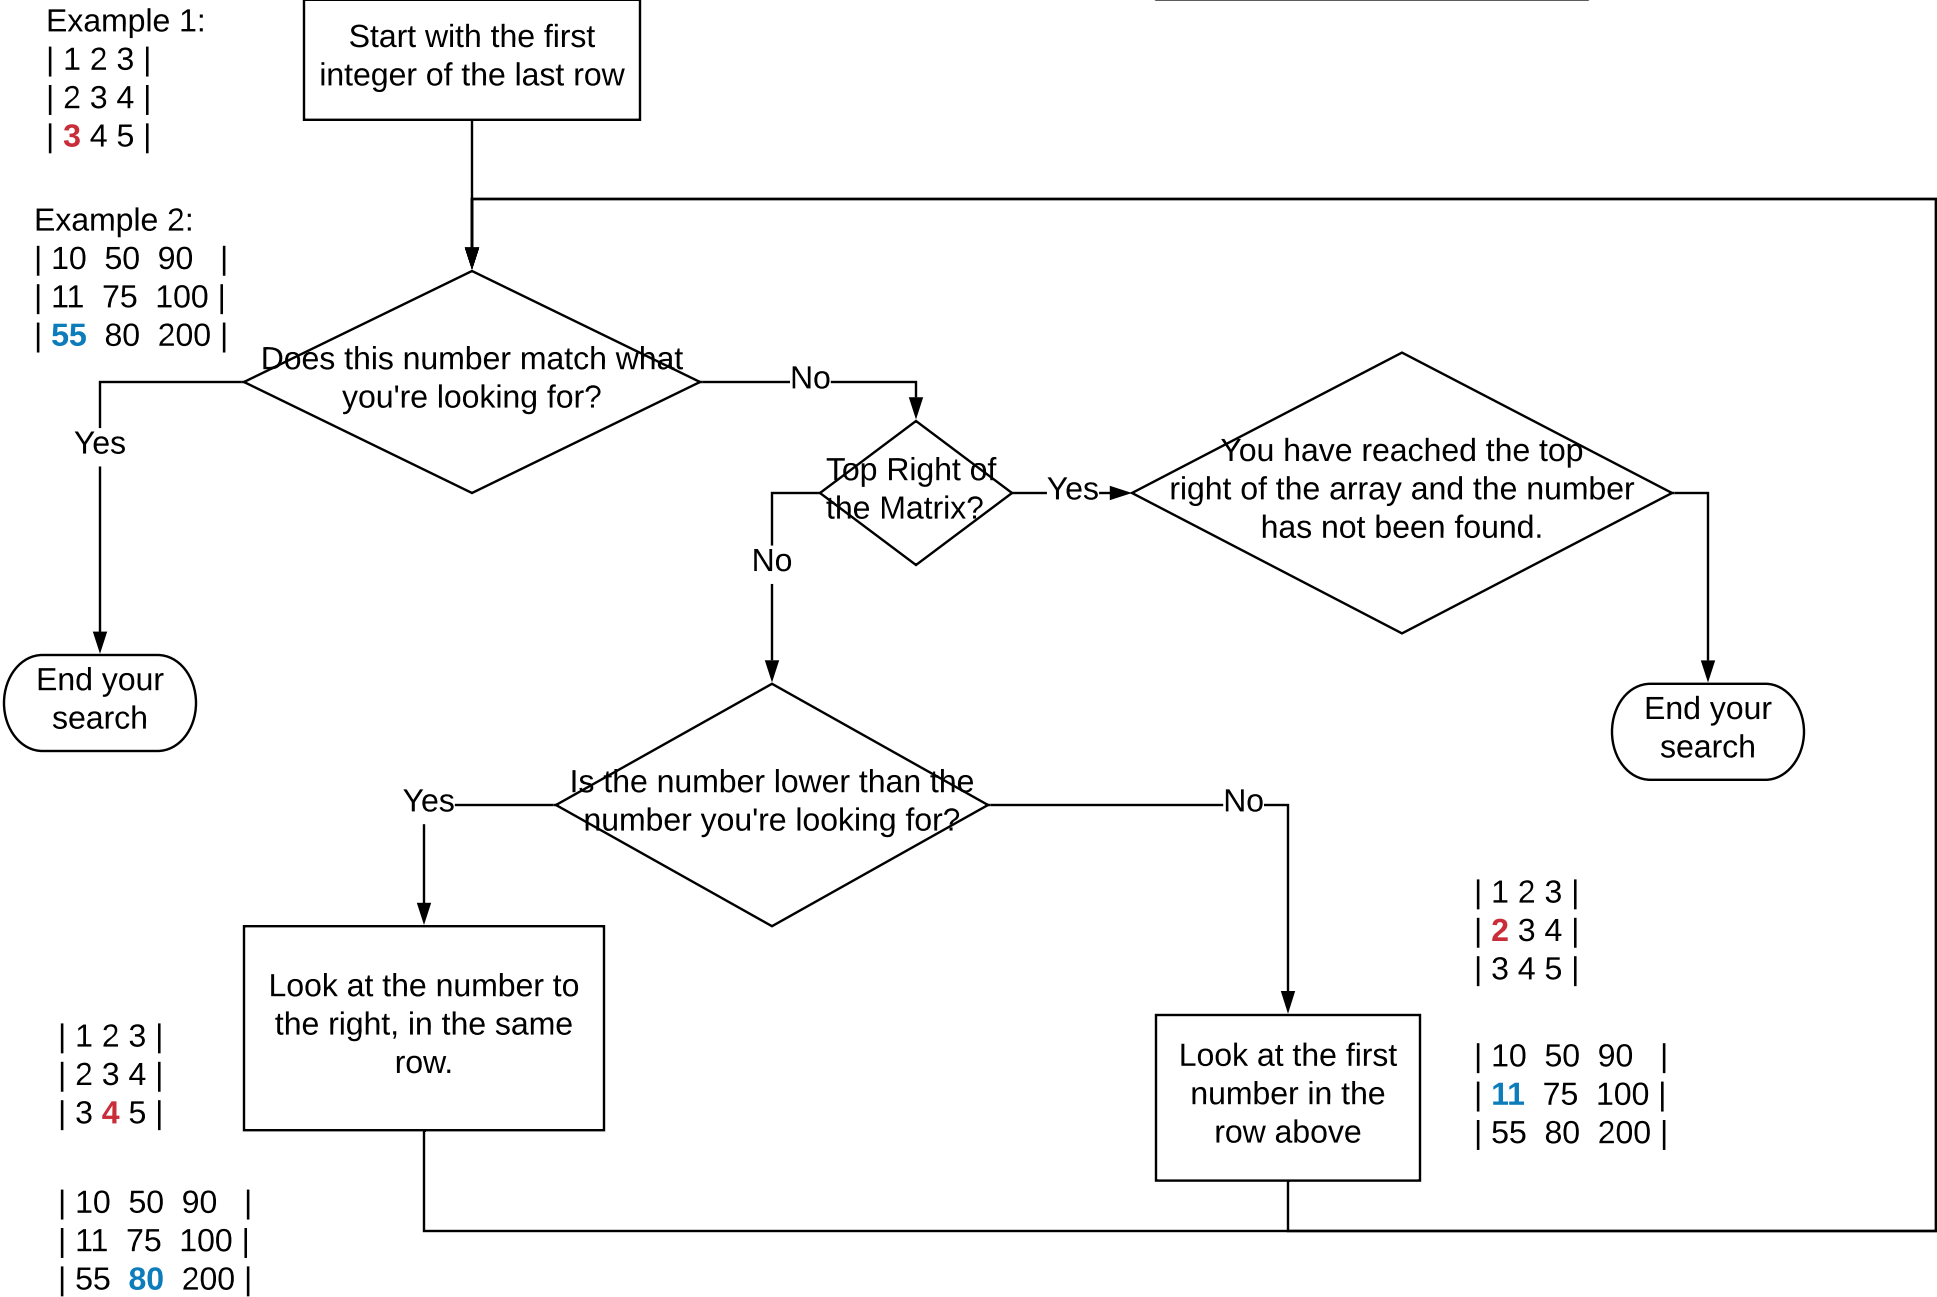 Example 1:
| 1 2 3 |
| 2 3 4 |
| 3 4 5 |
Start with the first
integer of the last row
Example 2:
| 10 50 90 |
| 11 75 100 |
| 55 80 200 |
Does this number match what
you're looking for?
No
Yes
Top Right of
the Matrix?
Yes
You have reached the top
right of the array and the number
has not been found.
No
End your
search
End your
search
Is the number lower than the
number you're looking for?
Yes
No
Look at the number to
the right, in the same
row.
| 1 2 3 |
| 2 3 4 |
| 3 4 5 |
| 10 50 90 |
| 11 75 100 |
| 55 80 200 |
Look at the first
number in the
row above
| 1 2 3 |
| 2 3 4 |
| 3 4 5 |
| 10 50 90 |
| 11 75 100 |
| 55 80 200 |